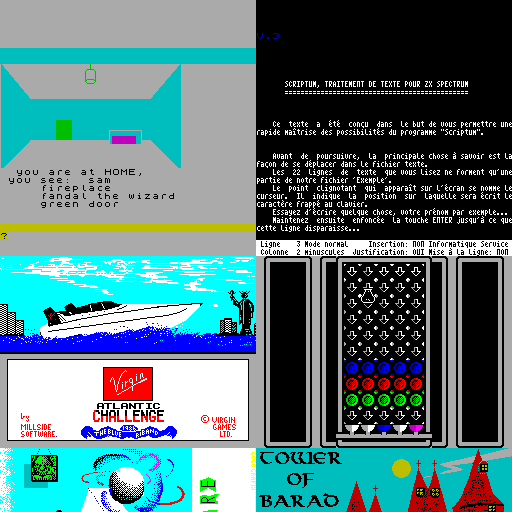 you are at HOME,
you see:  sam
fireplace
fandal the wizard
green door
?
SCRIPTUM, TRAITEMENT DE TEXTE POUR ZX SPECTRUM
Ce texte a été conçu dans le but de vous permettre une
rapide maîtrise des possibilités du programme "Scriptum".
Avant de poursuivre, la principale chose à savoir est la
façon de se déplacer dans le fichier texte.
Les 22 lignes de texte que vous lisez ne forment qu'une
partie de notre fichier 'Exemple'.
Le point clignotant qui apparaît sur l'écran se nomme le
curseur. Il indique la position sur laquelle sera écrit le
caractère frappé au clavier.
Essayez d'écrire quelque chose, votre prénom par exemple...
Maintenez ensuite enfoncée la touche ENTER jusqu'à ce que
cette ligne disparaisse...
Ligne 3 Mode normal Insertion: NON Informatique Service
Colonne 2 minuscules Justification: OUI Mise à la ligne: NON
Virgin
ATLANTIC
CHALLENGE
THE BLUE 1986 RIBAND
by
MILLSIDE
SOFTWARE.
© VIRGIN
GAMES
LTD.
TOWER
OF
BARAD